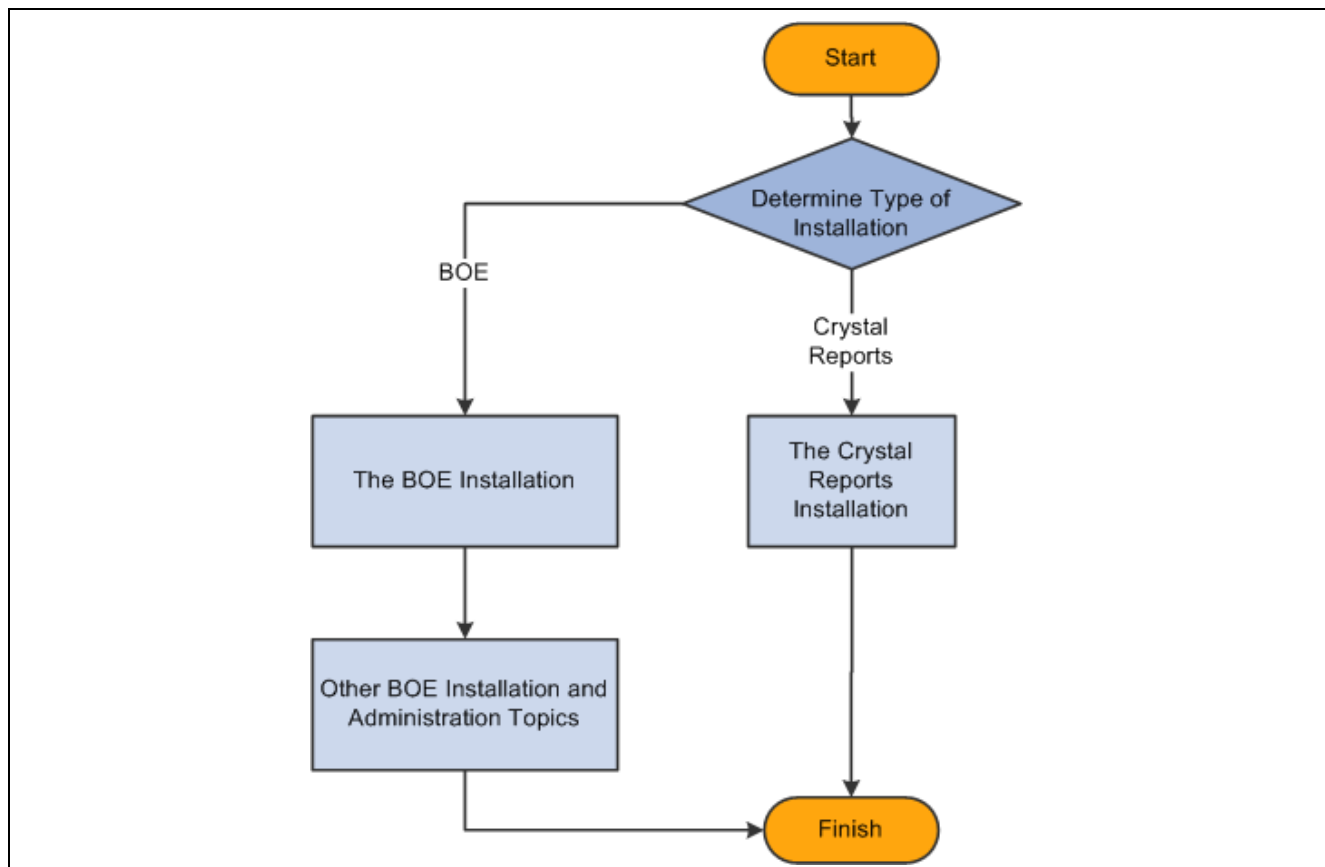 Start
Determine Type of
Installation
BOE
Crystal
Reports
The BOE Installation
The Crystal
Reports
Installation
Other BOE Installation and
Administration Topics
Finish